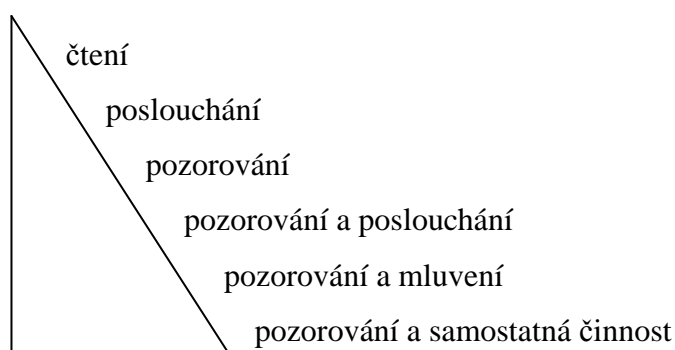 čtení
poslouchání
pozorování
pozorování a poslouchání
pozorování a mluvení
pozorování a samostatná činnost